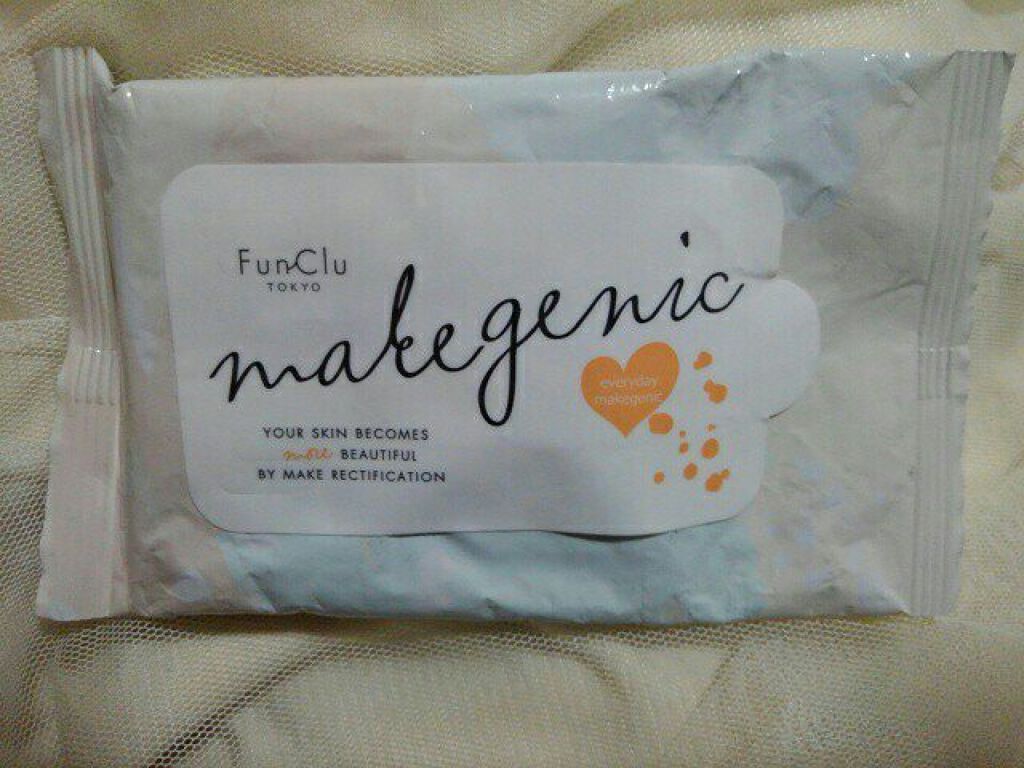 FunClu
TOKYO
makegenic
everyday
makegenic
YOUR SKIN BECOMES
more BEAUTIFUL
BY MAKE RECTIFICATION